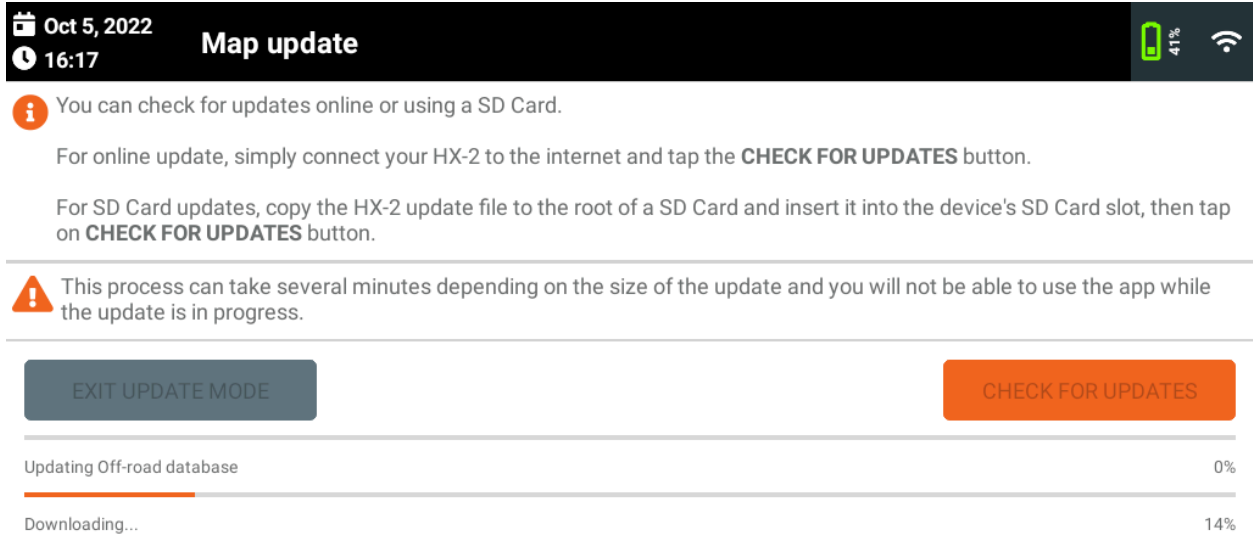 Oct 5, 2022
16:17
Map update
41%
You can check for updates online or using a SD Card.
For online update, simply connect your HX-2 to the internet and tap the CHECK FOR UPDATES button.
For SD Card updates, copy the HX-2 update file to the root of a SD Card and insert it into the device's SD Card slot, then tap
on CHECK FOR UPDATES button.
This process can take several minutes depending on the size of the update and you will not be able to use the app while
the update is in progress.
EXIT UPDATE MODE
CHECK FOR UPDATES
Updating Off-road database 0%
Downloading... 14%